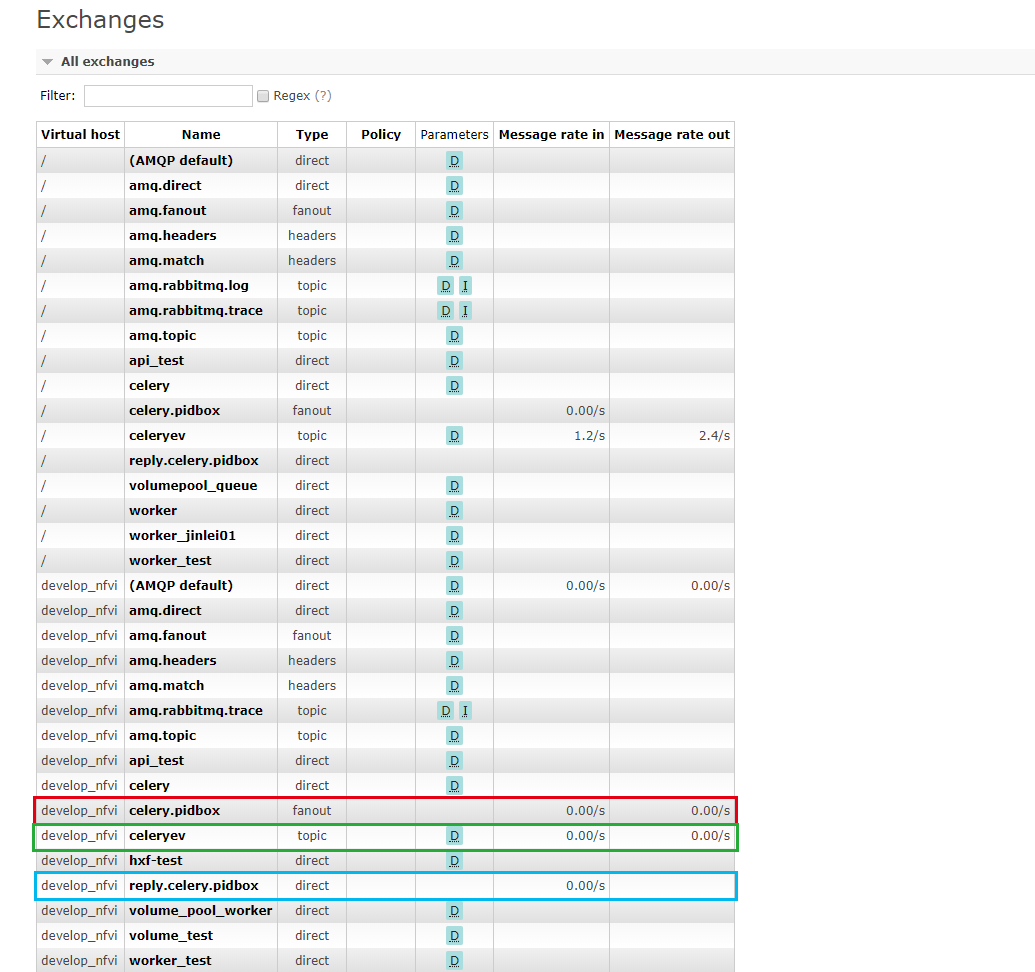 Exchanges
All exchanges
Filter: Regex (?)
Virtual host Name Type Policy Parameters Message rate in Message rate out
/ (AMQP default) direct D
/ amq.direct direct D
/ amq.fanout fanout D
/ amq.headers headers D
/ amq.match headers D
/ amq.rabbitmq.log topic D I
/ amq.rabbitmq.trace topic D I
/ amq.topic topic D
/ api_test direct D
/ celery direct D
/ celery.pidbox fanout 0.00/s
/ celeryev topic D 1.2/s 2.4/s
/ reply.celery.pidbox direct
/ volumepool_queue direct D
/ worker direct D
/ worker_jinlei01 direct D
/ worker_test direct D
develop_nfvi (AMQP default) direct D 0.00/s 0.00/s
develop_nfvi amq.direct direct D
develop_nfvi amq.fanout fanout D
develop_nfvi amq.headers headers D
develop_nfvi amq.match headers D
develop_nfvi amq.rabbitmq.trace topic D I
develop_nfvi amq.topic topic D
develop_nfvi api_test direct D
develop_nfvi celery direct D
develop_nfvi celery.pidbox fanout 0.00/s 0.00/s
develop_nfvi celeryev topic D 0.00/s 0.00/s
develop_nfvi hxf-test direct D
develop_nfvi reply.celery.pidbox direct 0.00/s
develop_nfvi volume_pool_worker direct D
develop_nfvi volume_test direct D
develop_nfvi worker_test direct D